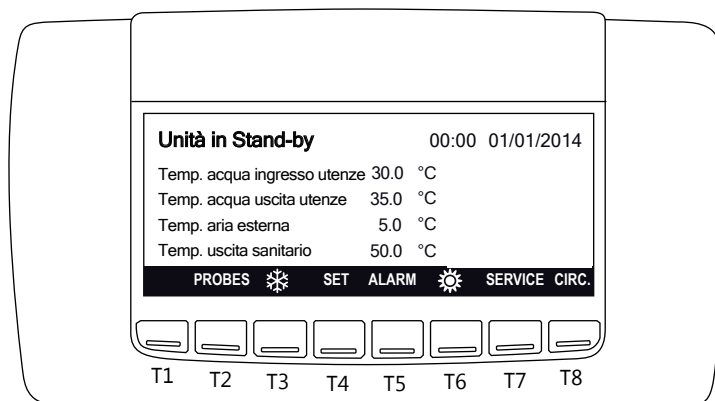 Unità in Stand-by 00:00 01/01/2014
Temp. acqua ingresso utenze 30.0 °C
Temp. acqua uscita utenze 35.0 °C
Temp. aria esterna 5.0 °C
Temp. uscita sanitario 50.0 °C
PROBES SET ALARM SERVICE CIRC.
T1 T2 T3 T4 T5 T6 T7 T8